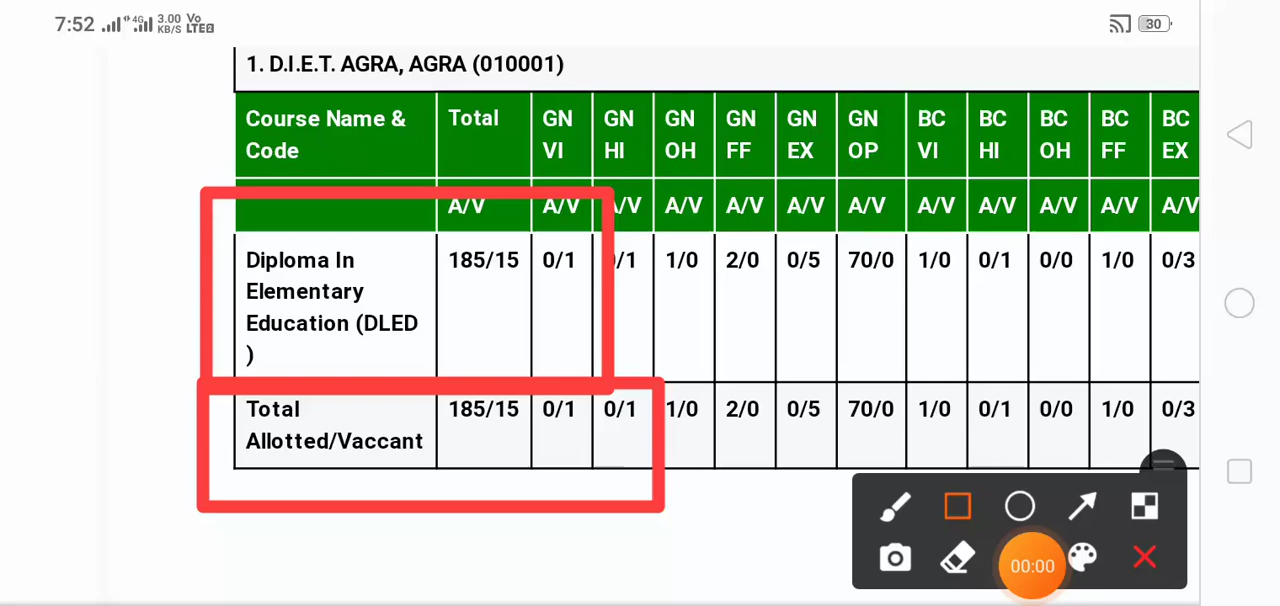 7:52 4G 3.00 KB/S Vo LTE2 30
1. D.I.E.T. AGRA, AGRA (010001)
Course Name & Code Total GN VI GN HI GN OH GN FF GN EX GN OP BC VI BC HI BC OH BC FF BC EX
A/V A/V A/V A/V A/V A/V A/V A/V A/V A/V A/V A/V
Diploma In Elementary Education (DLED ) 185/15 0/1 0/1 1/0 2/0 0/5 70/0 1/0 0/1 0/0 1/0 0/3
Total Allotted/Vaccant 185/15 0/1 0/1 1/0 2/0 0/5 70/0 1/0 0/1 0/0 1/0 0/3
00:00